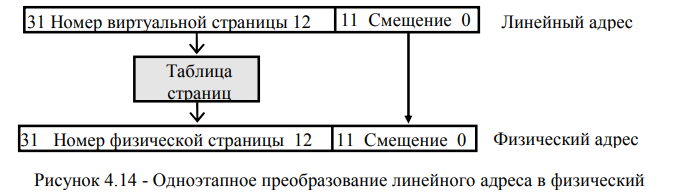 31 Номер виртуальной страницы 12 11 Смещение 0 Линейный адрес
Таблица
страниц
31 Номер физической страницы 12 11 Смещение 0 Физический адрес
Рисунок 4.14 - Одноэтапное преобразование линейного адреса в физический